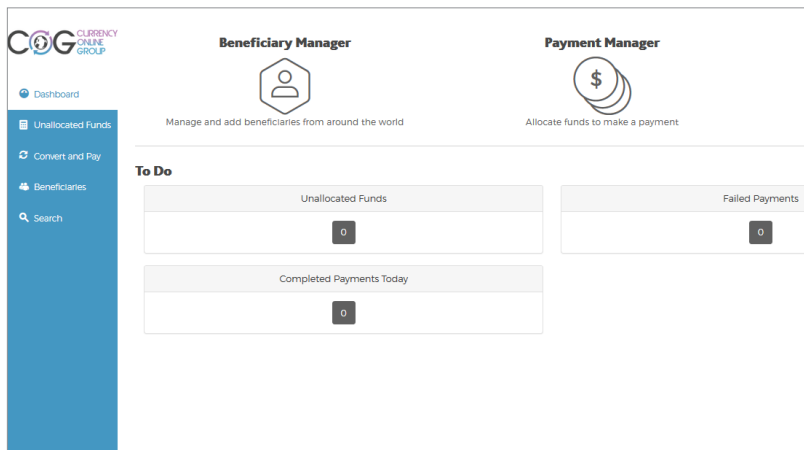 COG CURRENCY
ONLINE
GROUP
Dashboard
Unallocated Funds
Convert and Pay
Beneficiaries
Search
Beneficiary Manager
Manage and add beneficiaries from around the world
Payment Manager
$
Allocate funds to make a payment
To Do
Unallocated Funds
0
Failed Payments
0
Completed Payments Today
0